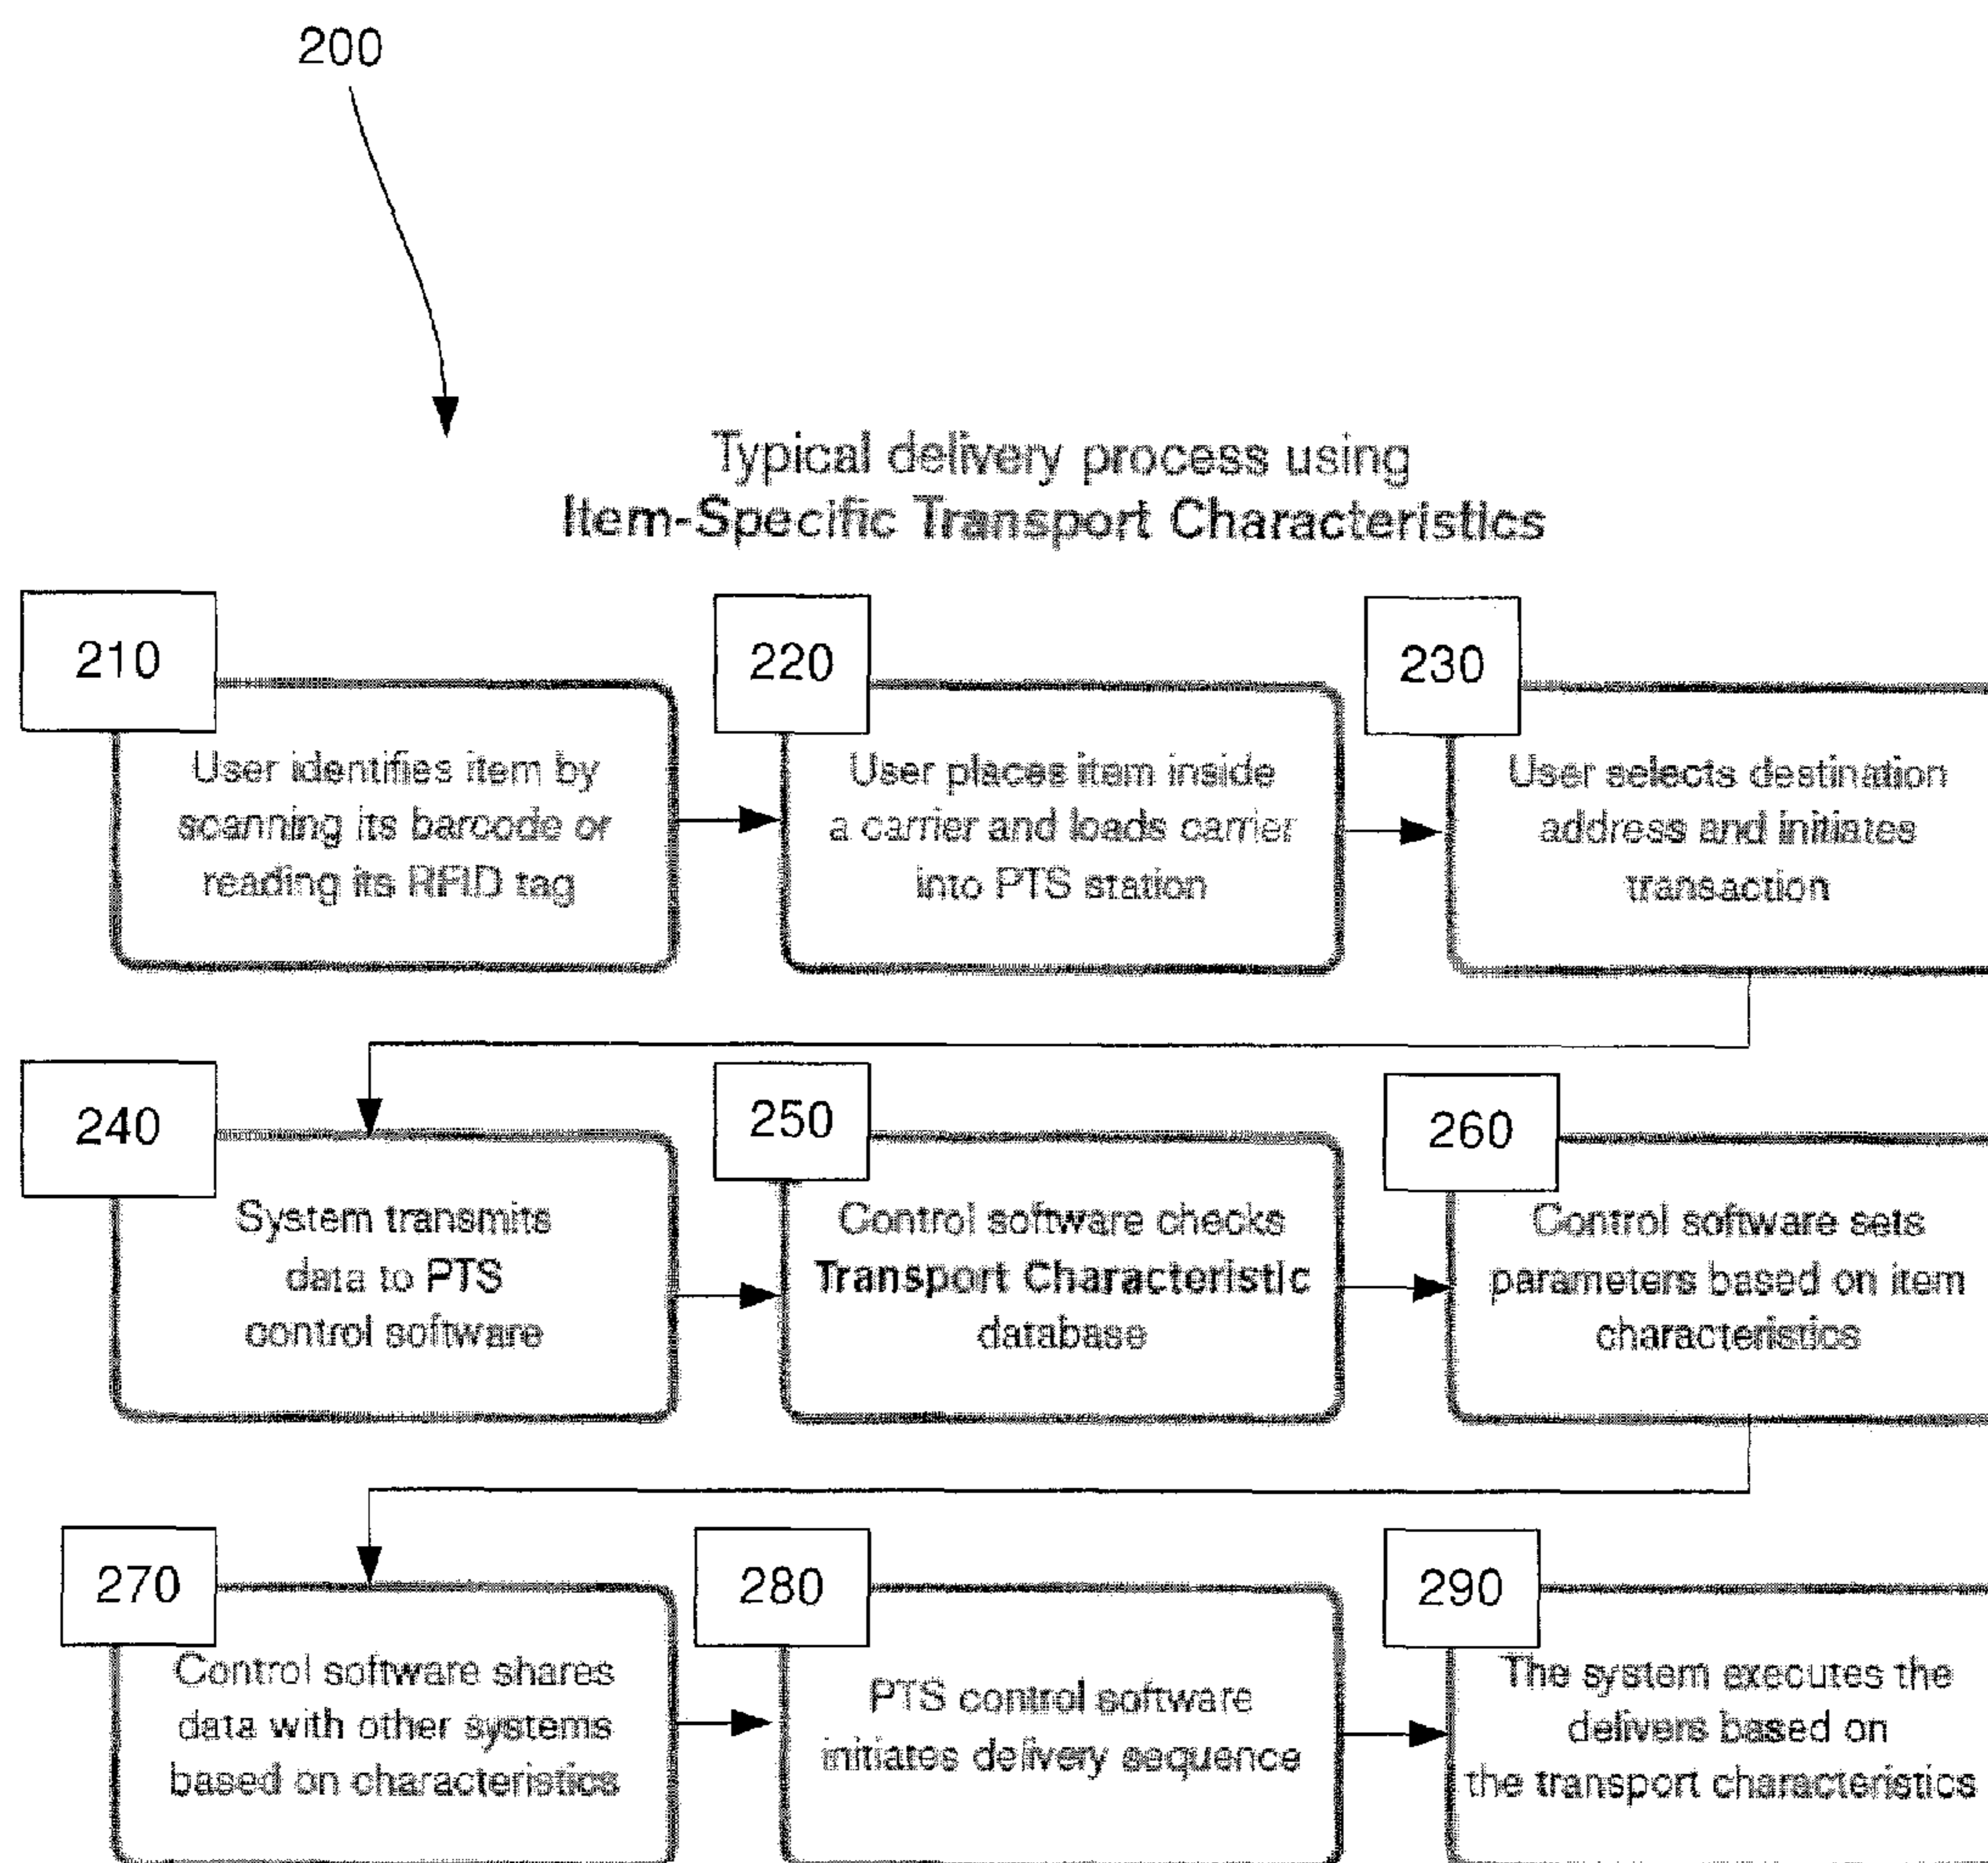 200
Typical delivery process using
Item-Specific Transport Characteristics
210
User identifies item by
scanning its barcode or
reading its RFID tag
220
User places item inside
a carrier and loads carrier
into PTS station
230
User selects destination
address and initiates
transaction
240
System transmits
data to PTS
control software
250
Control software checks
Transport Characteristic
database
260
Control software sets
parameters based on item
characteristics
270
Control software shares
data with other systems
based on characteristics
280
PTS control software
initiates delivery sequence
290
The system executes the
delivers based on
the transport characteristics